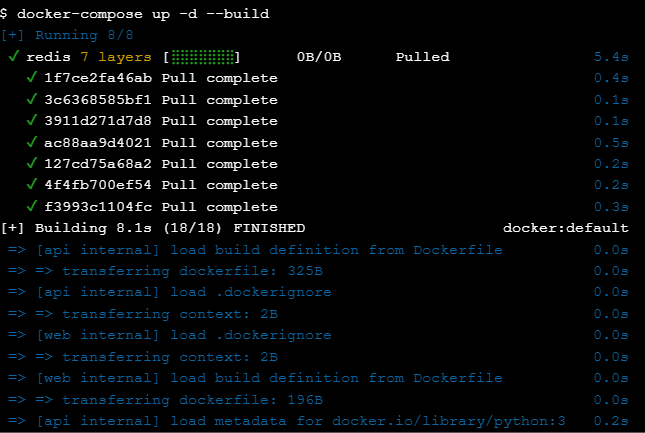 $ docker-compose up -d --build
[+] Running 8/8
✓ redis 7 layers [⣿⣿⣿⣿⣿⣿⣿] 0B/0B Pulled 5.4s
✓ 1f7ce2fa46ab Pull complete 0.4s
✓ 3c6368585bf1 Pull complete 0.1s
✓ 3911d271d7d8 Pull complete 0.1s
✓ ac88aa9d4021 Pull complete 0.5s
✓ 127cd75a68a2 Pull complete 0.2s
✓ 4f4fb700ef54 Pull complete 0.2s
✓ f3993c1104fc Pull complete 0.3s
[+] Building 8.1s (18/18) FINISHED docker:default
=> [api internal] load build definition from Dockerfile 0.0s
=> => transferring dockerfile: 325B 0.0s
=> [api internal] load .dockerignore 0.0s
=> => transferring context: 2B 0.0s
=> [web internal] load .dockerignore 0.0s
=> => transferring context: 2B 0.0s
=> [web internal] load build definition from Dockerfile 0.0s
=> => transferring dockerfile: 196B 0.0s
=> [api internal] load metadata for docker.io/library/python:3 0.2s